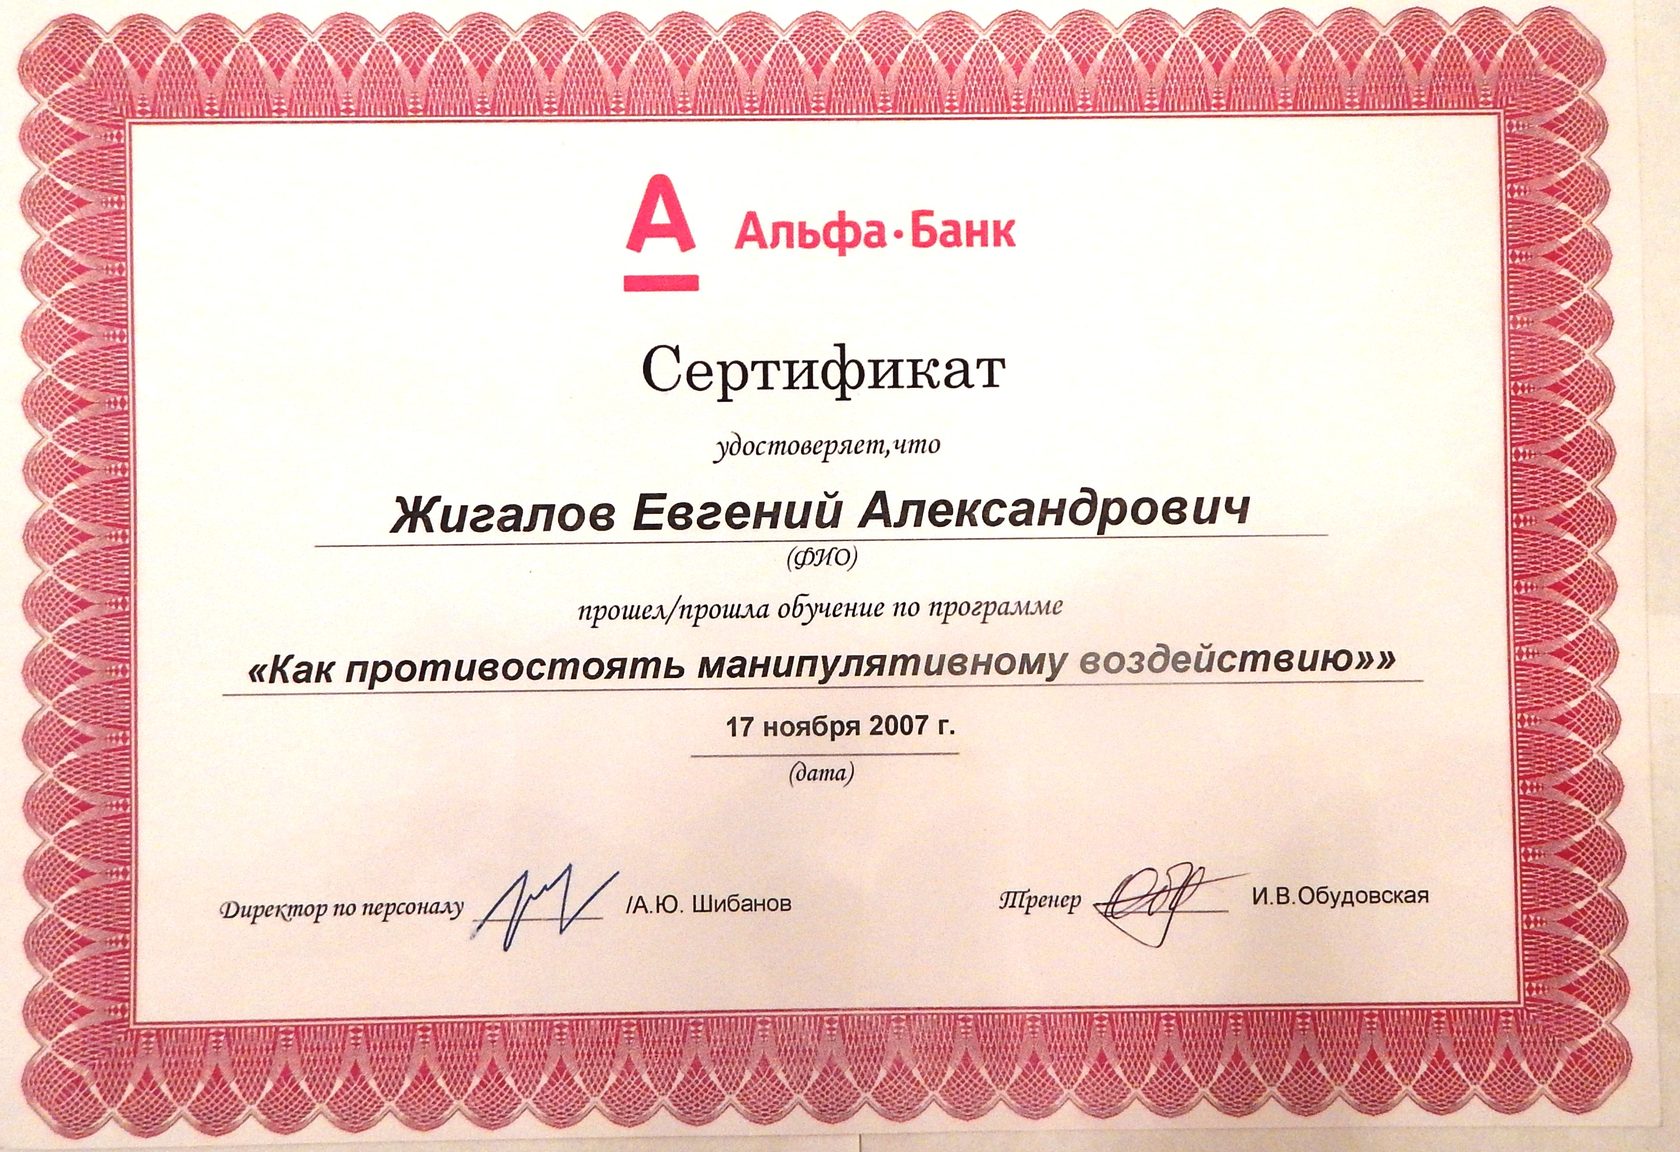 А Альфа·Банк
Сертификат
удостоверяет,что
Жигалов Евгений Александрович
(ФИО)
прошел/прошла обучение по программе
«Как противостоять манипулятивному воздействию»»
17 ноября 2007 г.
(дата)
Директор по персоналу /А.Ю. Шибанов Тренер И.В.Обудовская